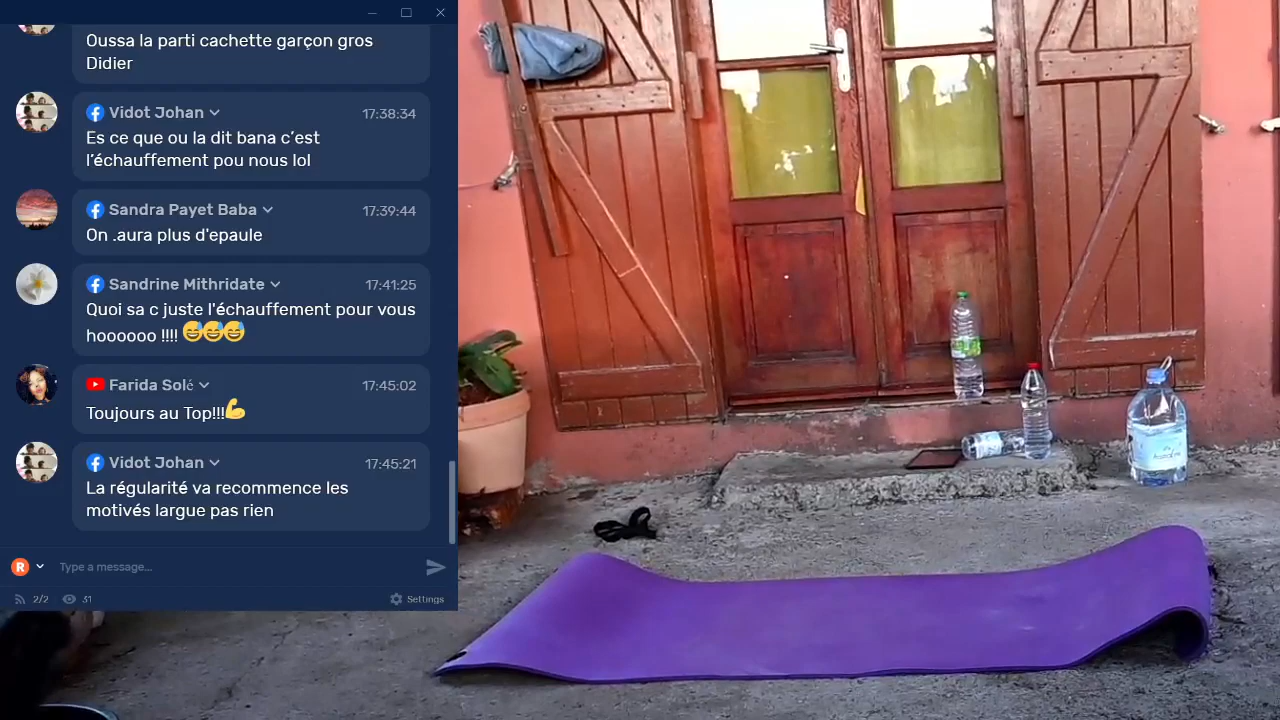 Oussa la parti cachette garçon gros
Didier
Vidot Johan 17:38:34
Es ce que ou la dit bana c’est
l’échauffement pou nous lol
Sandra Payet Baba 17:39:44
On .aura plus d'epaule
Sandrine Mithridate 17:41:25
Quoi sa c juste l'échauffement pour vous
hoooooo !!!! 😅😅😅
Farida Solé 17:45:02
Toujours au Top!!!💪
Vidot Johan 17:45:21
La régularité va recommence les
motivés largue pas rien
R
Type a message...
2/2 31 Settings